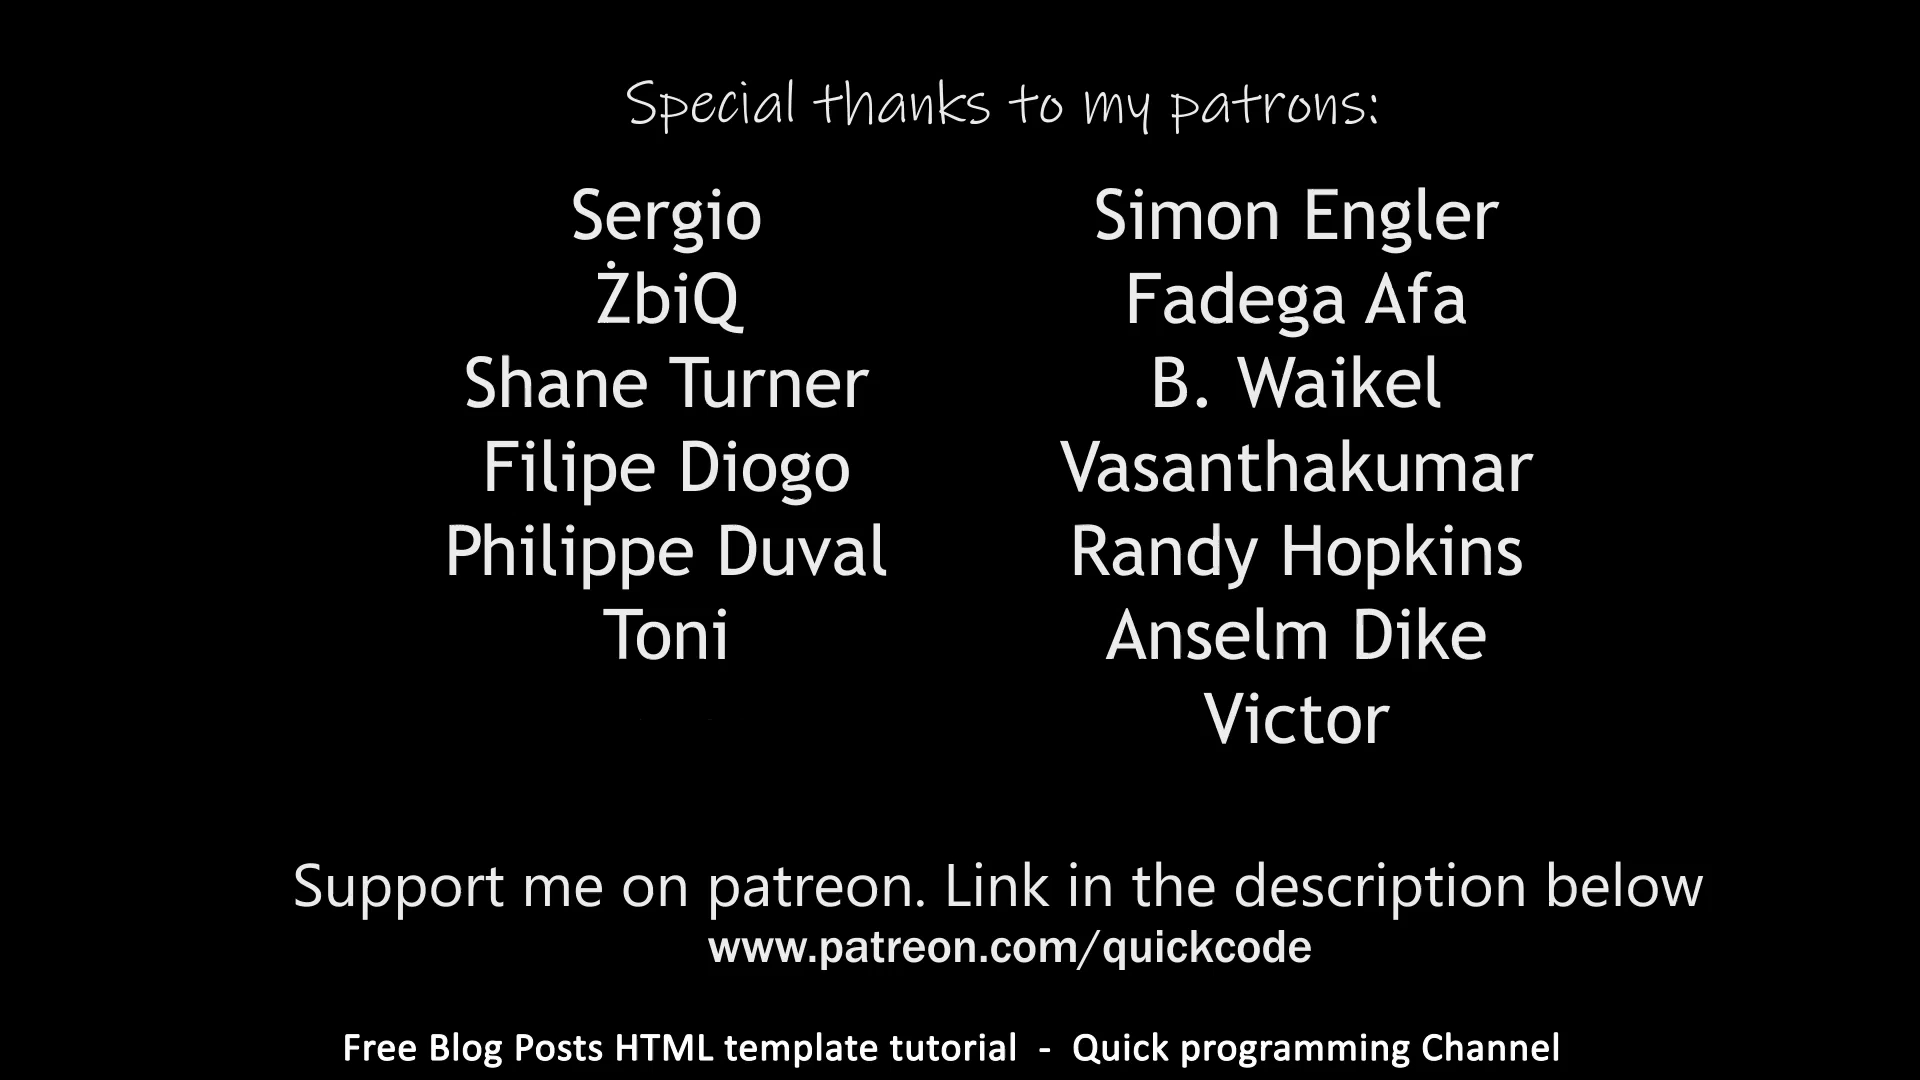 Special thanks to my patrons:
Sergio
ŻbiQ
Shane Turner
Filipe Diogo
Philippe Duval
Toni
Simon Engler
Fadega Afa
B. Waikel
Vasanthakumar
Randy Hopkins
Anselm Dike
Victor
Support me on patreon. Link in the description below
www.patreon.com/quickcode
Free Blog Posts HTML template tutorial - Quick programming Channel